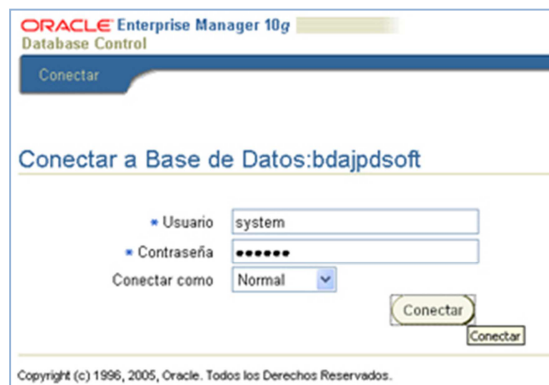 ORACLE Enterprise Manager 10g
Database Control
Conectar
Conectar a Base de Datos:bdajpdsoft
* Usuario system
* Contraseña ••••••
Conectar como Normal
Conectar
Conectar
Copyright (c) 1996, 2005, Oracle. Todos los Derechos Reservados.